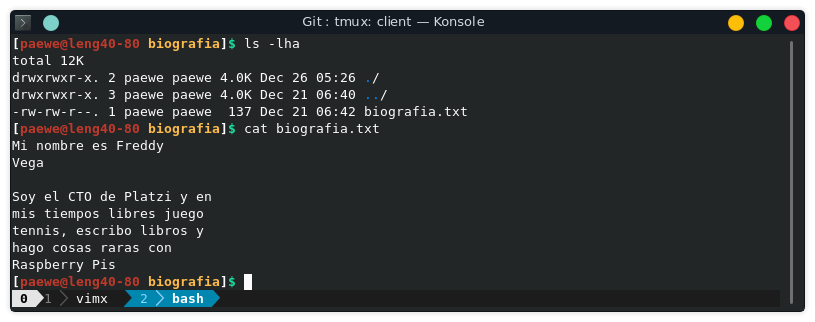 Git : tmux: client — Konsole
[paewe@leng40-80 biografia]$ ls -lha
total 12K
drwxrwxr-x. 2 paewe paewe 4.0K Dec 26 05:26 ./
drwxrwxr-x. 3 paewe paewe 4.0K Dec 21 06:40 ../
-rw-rw-r--. 1 paewe paewe  137 Dec 21 06:42 biografia.txt
[paewe@leng40-80 biografia]$ cat biografia.txt
Mi nombre es Freddy
Vega
Soy el CTO de Platzi y en
mis tiempos libres juego
tennis, escribo libros y
hago cosas raras con
Raspberry Pis
[paewe@leng40-80 biografia]$
0 1 vimx 2 bash